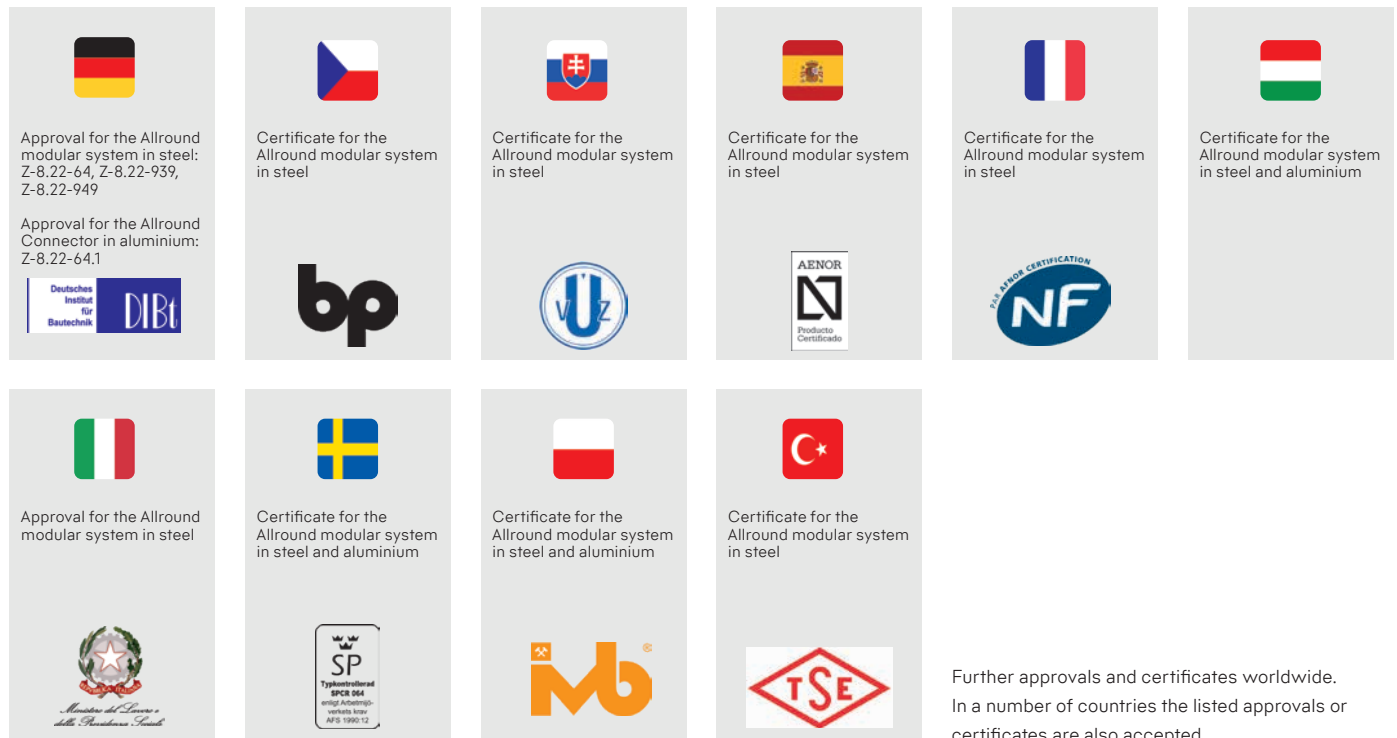 Approval for the Allround
modular system in steel:
Z-8.22-64, Z-8.22-939,
Z-8.22-949
Approval for the Allround
Connector in aluminium:
Z-8.22-64.1
Deutsches
Institut
für
Bautechnik
DIBt
Certificate for the
Allround modular system
in steel
bp
Certificate for the
Allround modular system
in steel
VÚZ
Certificate for the
Allround modular system
in steel
AENOR
N
Producto
Certificado
Certificate for the
Allround modular system
in steel
PAR AFNOR CERTIFICATION
NF
Certificate for the
Allround modular system
in steel and aluminium
Approval for the Allround
modular system in steel
REPVBBLICA ITALIANA
Ministero del Lavoro e
della Previdenza Sociale
Certificate for the
Allround modular system
in steel and aluminium
SP
Typkontrollerad
SPCR 064
enligt Arbetmijö-
verkets krav
AFS 1990:12
Certificate for the
Allround modular system
in steel and aluminium
imb®
Certificate for the
Allround modular system
in steel
TSE
Further approvals and certificates worldwide.
In a number of countries the listed approvals or
certificates are also accepted